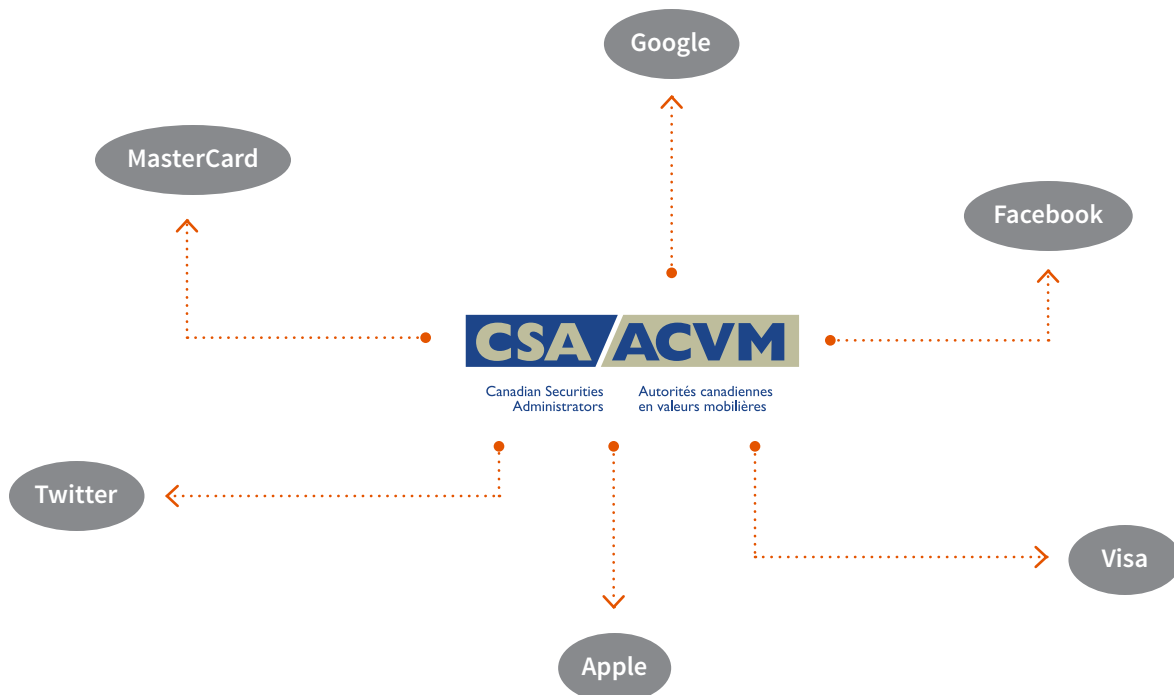 Google
MasterCard
Facebook
CSA/ACVM
Canadian Securities
Administrators
Autorités canadiennes
en valeurs mobilières
Twitter
Visa
Apple